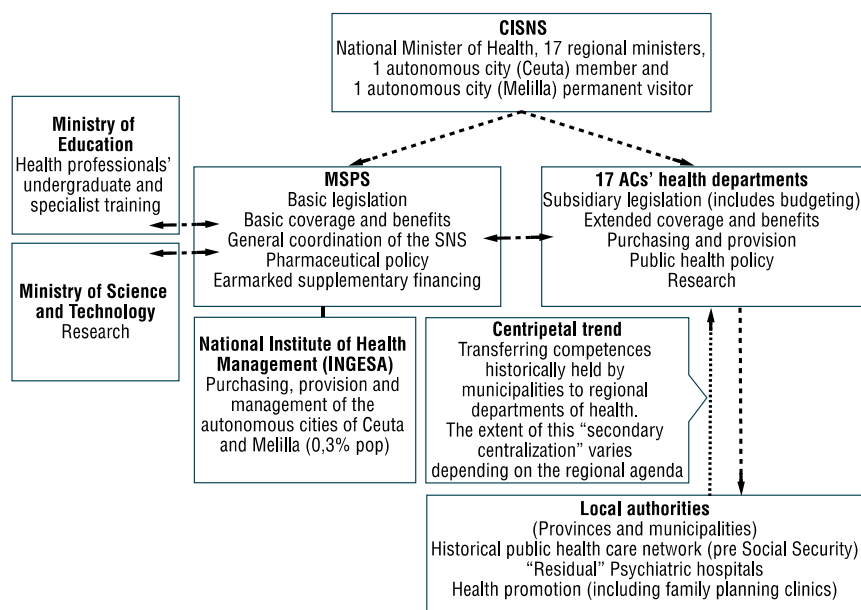 CISNS
National Minister of Health, 17 regional ministers,
1 autonomous city (Ceuta) member and
1 autonomous city (Melilla) permanent visitor
Ministry of
Education
Health professionals’
undergraduate and
specialist training
MSPS
Basic legislation
Basic coverage and benefits
General coordination of the SNS
Pharmaceutical policy
Earmarked supplementary financing
17 ACs’ health departments
Subsidiary legislation (includes budgeting)
Extended coverage and benefits
Purchasing and provision
Public health policy
Research
Ministry of Science
and Technology
Research
National Institute of Health
Management (INGESA)
Purchasing, provision and
management of the
autonomous cities of Ceuta
and Melilla (0,3% pop)
Centripetal trend
Transferring competences
historically held by
municipalities to regional
departments of health.
The extent of this “secondary
centralization” varies
depending on the regional agenda
Local authorities
(Provinces and municipalities)
Historical public health care network (pre Social Security)
“Residual” Psychiatric hospitals
Health promotion (including family planning clinics)